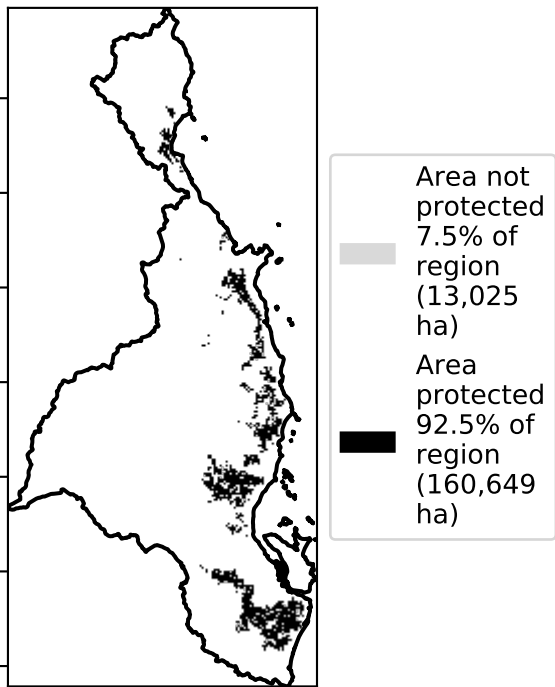 Area not
protected
7.5% of
region
(13,025
ha)
Area
protected
92.5% of
region
(160,649
ha)